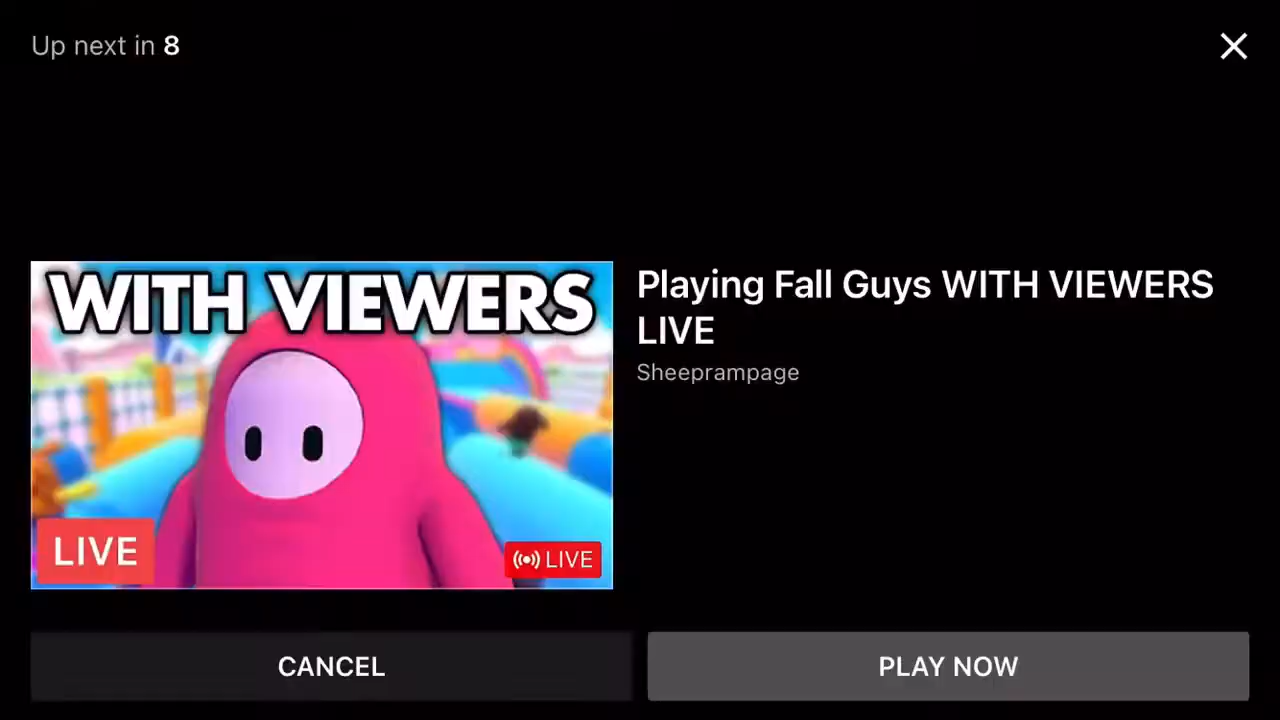 Up next in 8
WITH VIEWERS
LIVE
LIVE
Playing Fall Guys WITH VIEWERS
LIVE
Sheeprampage
CANCEL
PLAY NOW